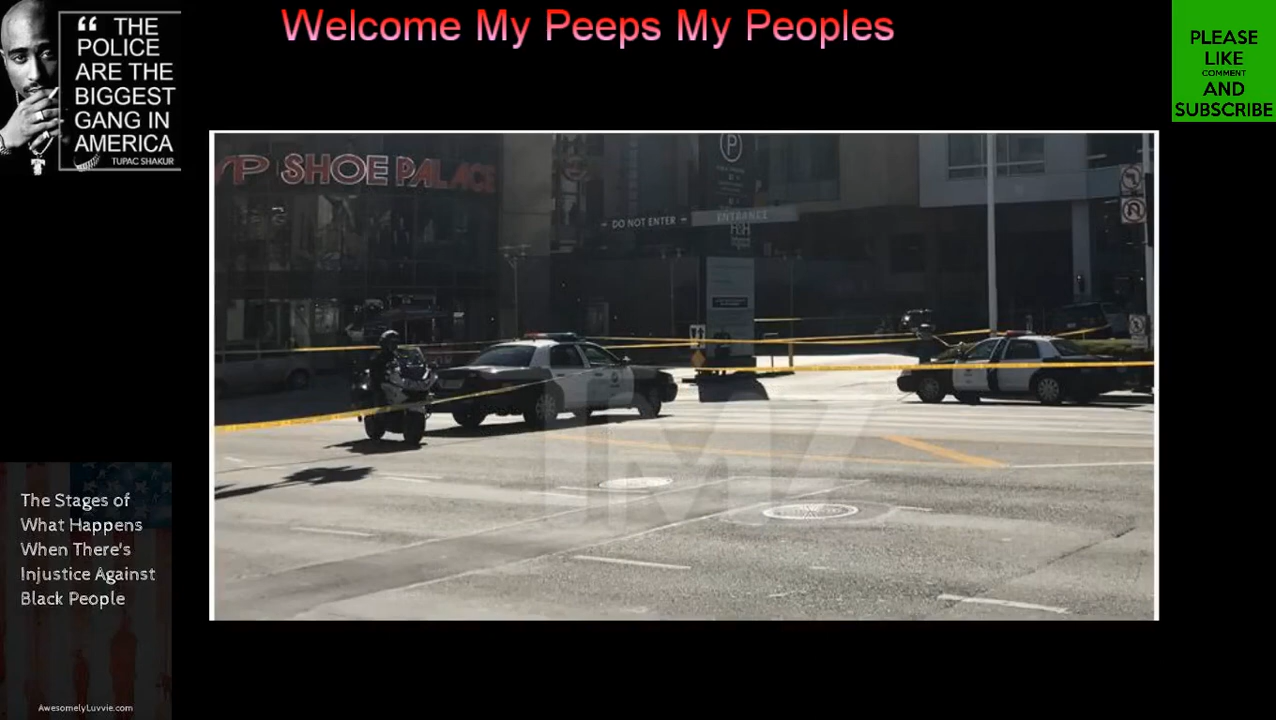 Welcome My Peeps My Peoples
“ THE
POLICE
ARE THE
BIGGEST
GANG IN
AMERICA
TUPAC SHAKUR
PLEASE
LIKE
COMMENT
AND
SUBSCRIBE
SHOE PALACE
P
DO NOT ENTER
ENTRANCE
H&H
TMZ
The Stages of
What Happens
When There's
Injustice Against
Black People
AwesomelyLuvvie.com